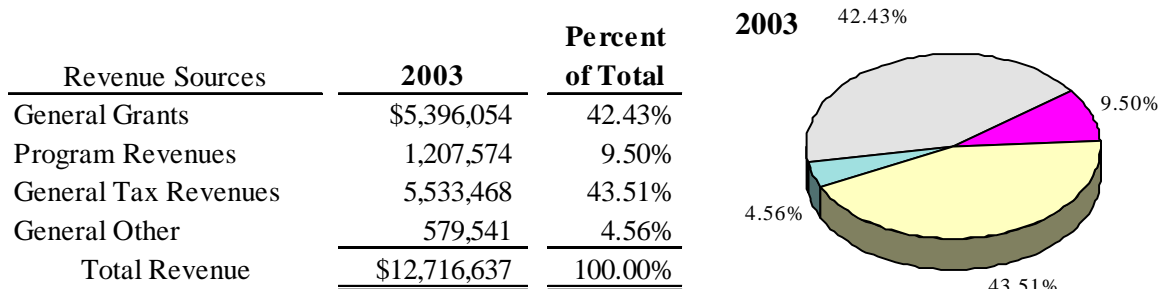 Percent
Revenue Sources 2003 of Total
General Grants $5,396,054 42.43%
Program Revenues 1,207,574 9.50%
General Tax Revenues 5,533,468 43.51%
General Other 579,541 4.56%
Total Revenue $12,716,637 100.00%
2003
42.43%
9.50%
4.56%
43.51%